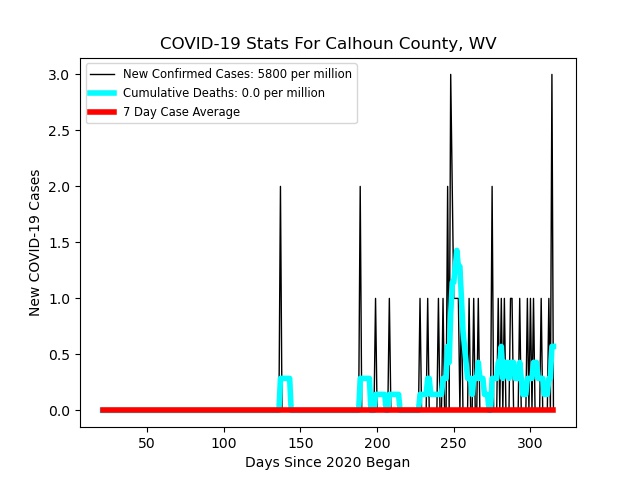 COVID-19 Stats For Calhoun County, WV
New Confirmed Cases: 5800 per million
Cumulative Deaths: 0.0 per million
7 Day Case Average
New COVID-19 Cases
3.0
2.5
2.0
1.5
1.0
0.5
0.0
50 100 150 200 250 300
Days Since 2020 Began